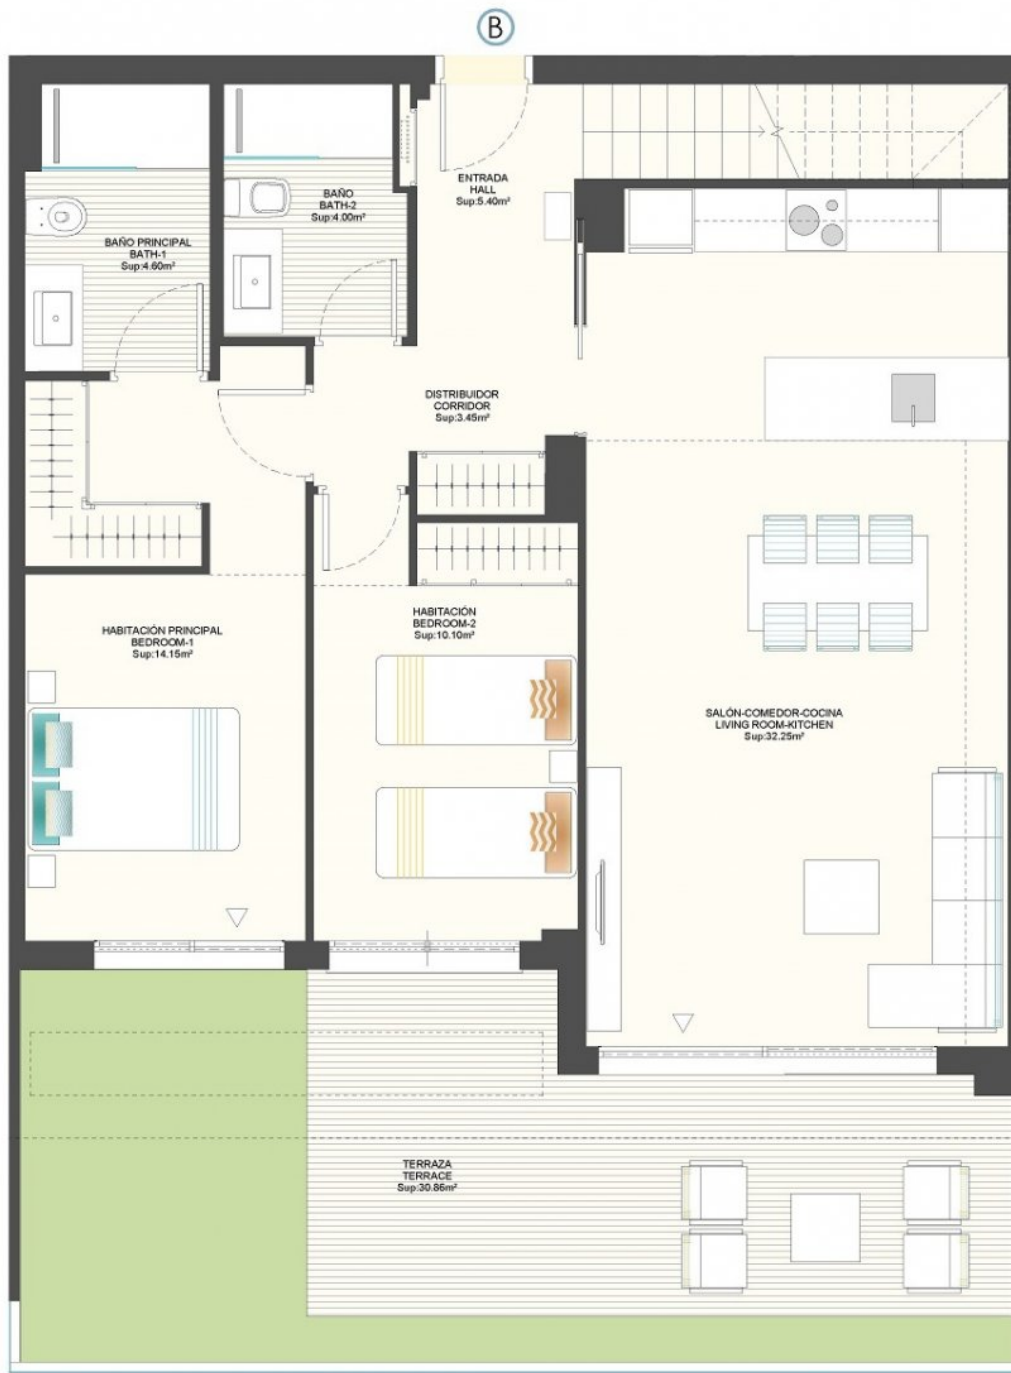 B
ENTRADA
HALL
Sup:5.40m²
BAÑO
BATH-2
Sup:4.00m²
BAÑO PRINCIPAL
BATH-1
Sup:4.60m²
DISTRIBUIDOR
CORRIDOR
Sup:3.45m²
HABITACIÓN PRINCIPAL
BEDROOM-1
Sup:14.15m²
HABITACIÓN
BEDROOM-2
Sup:10.10m²
SALÓN-COMEDOR-COCINA
LIVING ROOM-KITCHEN
Sup:32.25m²
TERRAZA
TERRACE
Sup:30.86m²